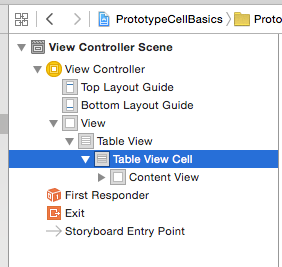 PrototypeCellBasics Proto
View Controller Scene
View Controller
Top Layout Guide
Bottom Layout Guide
View
Table View
Table View Cell
Content View
First Responder
Exit
Storyboard Entry Point